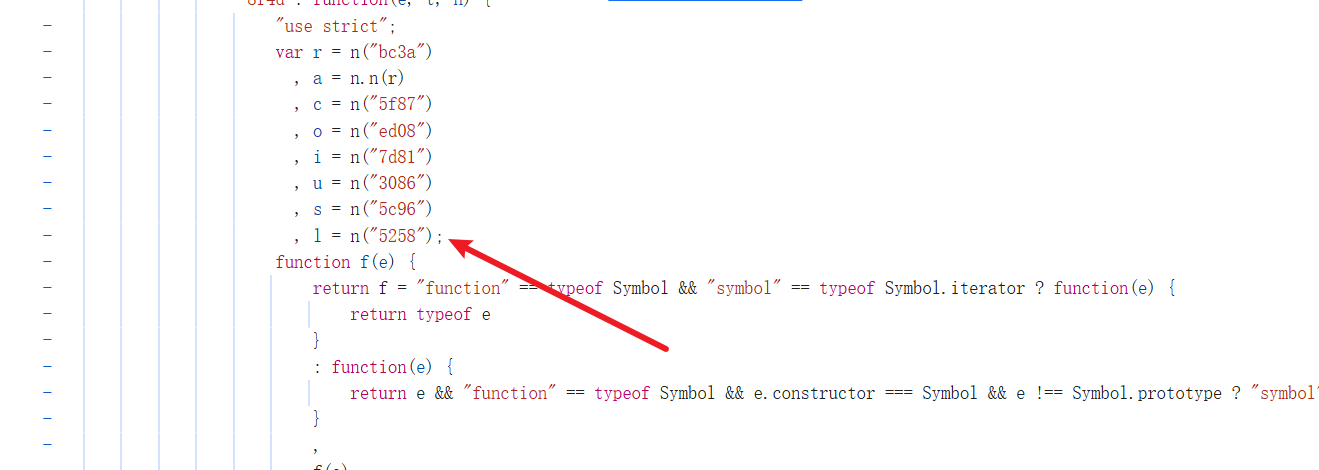 "8f4d": function(e, t, n) {
"use strict";
var r = n("bc3a")
, a = n.n(r)
, c = n("5f87")
, o = n("ed08")
, i = n("7d81")
, u = n("3086")
, s = n("5c96")
, l = n("5258");
function f(e) {
return f = "function" == typeof Symbol && "symbol" == typeof Symbol.iterator ? function(e) {
return typeof e
}
: function(e) {
return e && "function" == typeof Symbol && e.constructor === Symbol && e !== Symbol.prototype ? "symbol"
}
,
f(e)